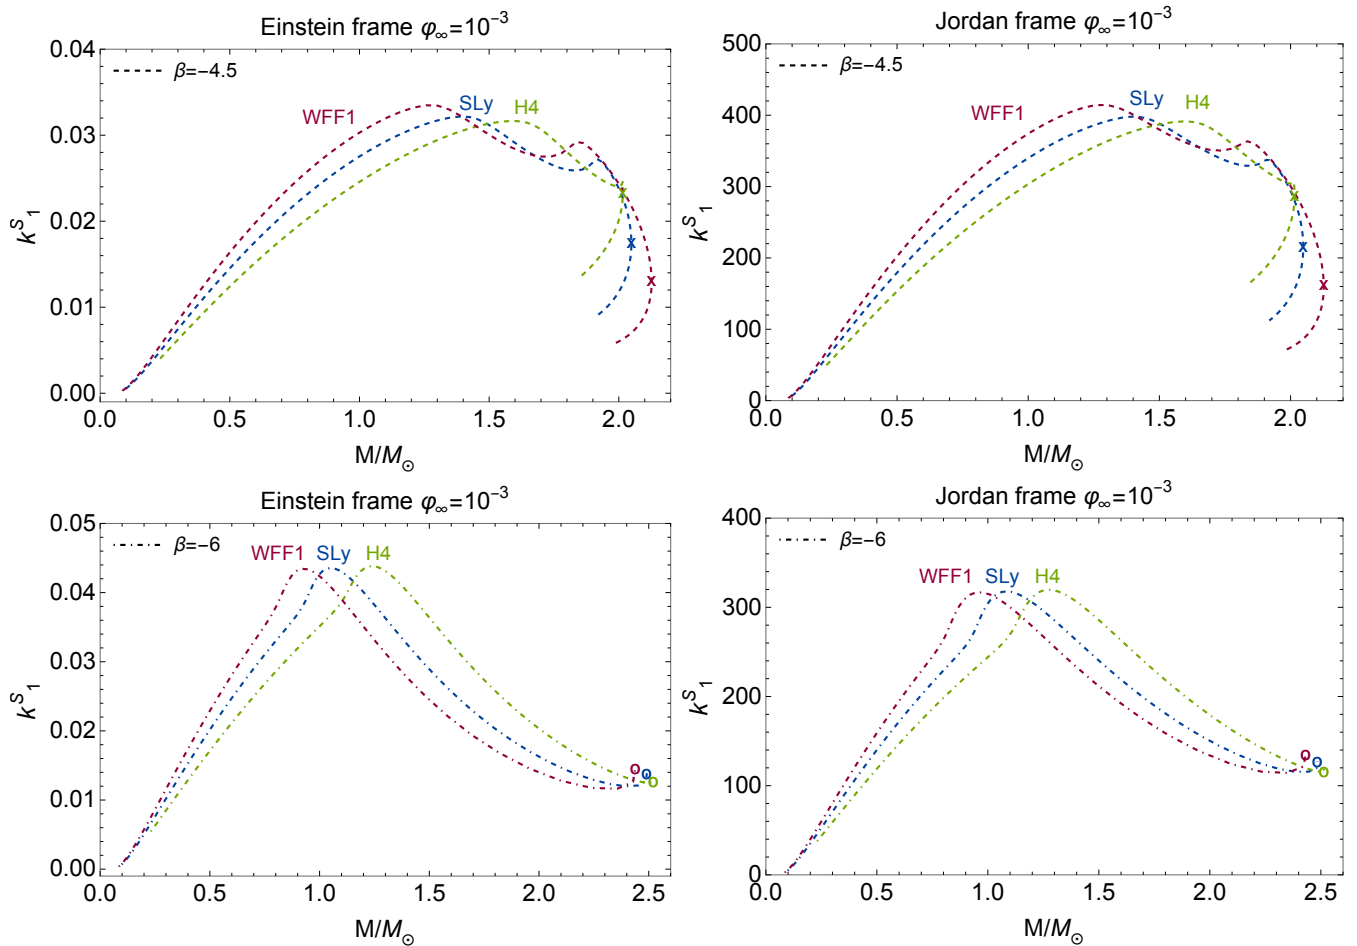 Einstein frame φ∞=10⁻³
0.04
0.03
0.02
0.01
0.00
k^S_1
β=−4.5
WFF1
SLy
H4
x
x
x
0.0 0.5 1.0 1.5 2.0
M/M⊙
Jordan frame φ∞=10⁻³
500
400
300
200
100
0
k^S_1
β=−4.5
WFF1
SLy
H4
x
x
x
0.0 0.5 1.0 1.5 2.0
M/M⊙
Einstein frame φ∞=10⁻³
0.05
0.04
0.03
0.02
0.01
0.00
k^S_1
β=−6
WFF1 SLy H4
o
o
o
0.0 0.5 1.0 1.5 2.0 2.5
M/M⊙
Jordan frame φ∞=10⁻³
400
300
200
100
0
k^S_1
β=−6
WFF1 SLy H4
o
o
o
0.0 0.5 1.0 1.5 2.0 2.5
M/M⊙